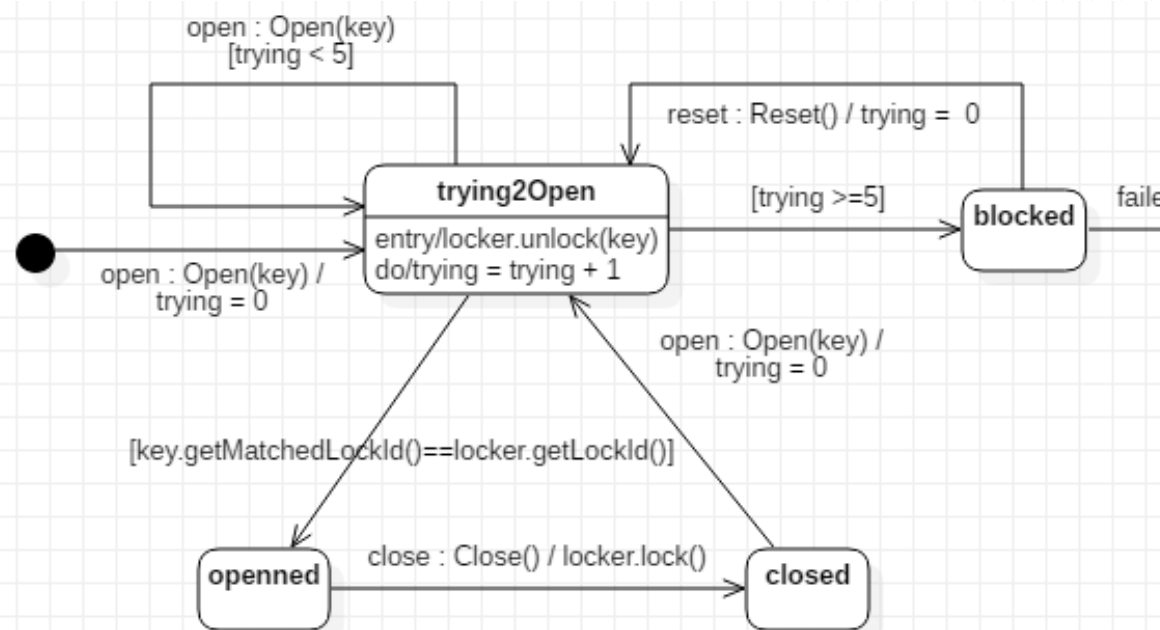 open : Open(key)
[trying < 5]
reset : Reset() / trying =  0
trying2Open
[trying >=5]
blocked
faile
entry/locker.unlock(key)
do/trying = trying + 1
open : Open(key) /
trying = 0
open : Open(key) /
trying = 0
[key.getMatchedLockId()==locker.getLockId()]
close : Close() / locker.lock()
openned
closed